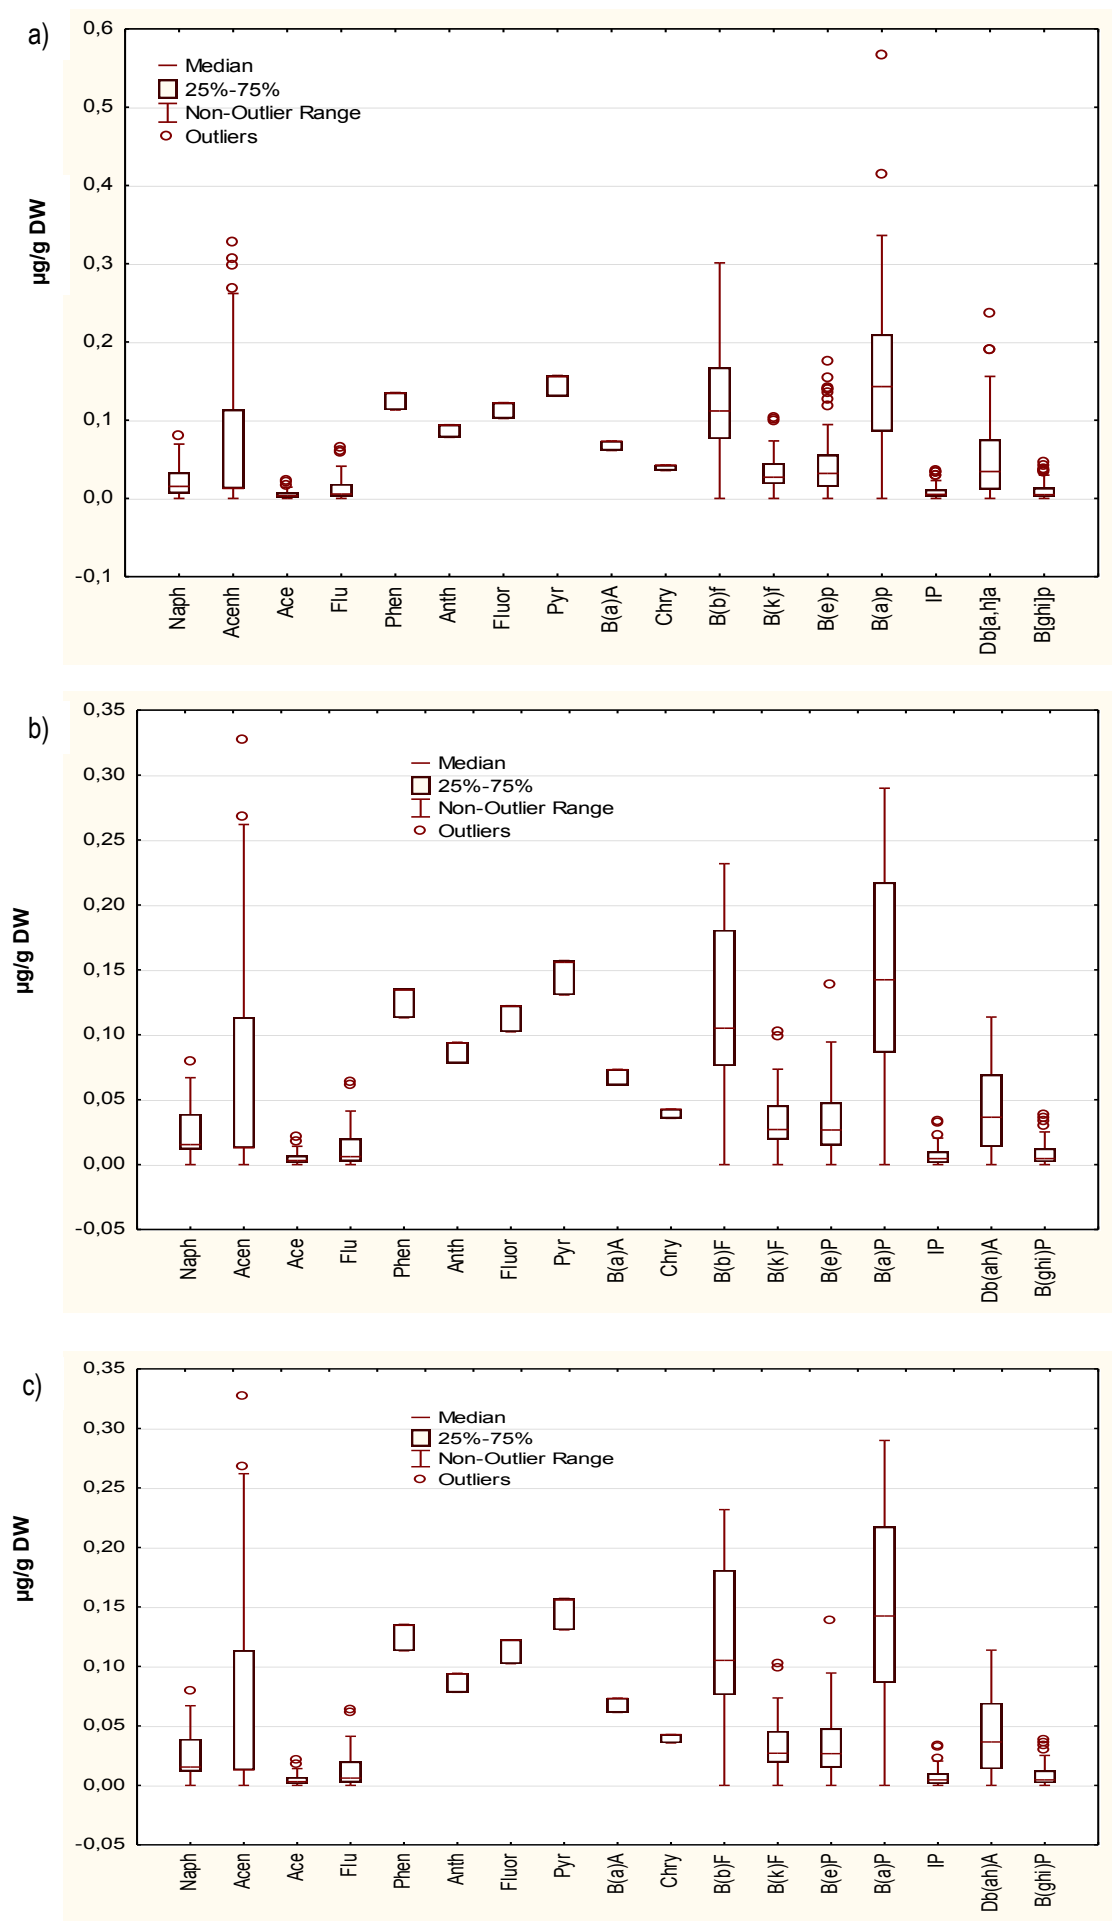 a)
0,6
0,5
0,4
0,3
0,2
0,1
0,0
-0,1
µg/g DW
Median
25%-75%
Non-Outlier Range
Outliers
Naph
Acenh
Ace
Flu
Phen
Anth
Fluor
Pyr
B(a)A
Chry
B(b)f
B(k)f
B(e)p
B(a)p
IP
Db[a,h]a
B[ghi]p
b)
0,35
0,30
0,25
0,20
0,15
0,10
0,05
0,00
-0,05
µg/g DW
Median
25%-75%
Non-Outlier Range
Outliers
Naph
Acen
Ace
Flu
Phen
Anth
Fluor
Pyr
B(a)A
Chry
B(b)F
B(k)F
B(e)P
B(a)P
IP
Db(ah)A
B(ghi)P
c)
0,35
0,30
0,25
0,20
0,15
0,10
0,05
0,00
-0,05
µg/g DW
Median
25%-75%
Non-Outlier Range
Outliers
Naph
Acen
Ace
Flu
Phen
Anth
Fluor
Pyr
B(a)A
Chry
B(b)F
B(k)F
B(e)P
B(a)P
IP
Db(ah)A
B(ghi)P